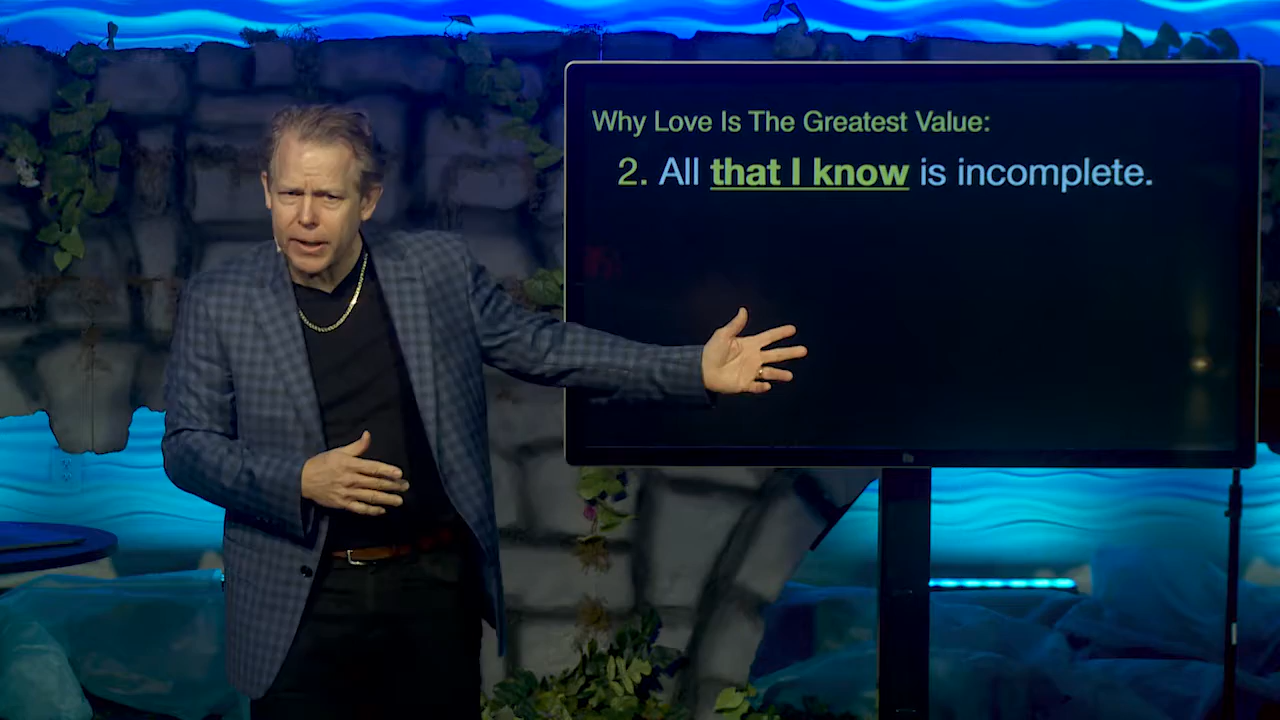 Why Love Is The Greatest Value:
2. All that I know is incomplete.